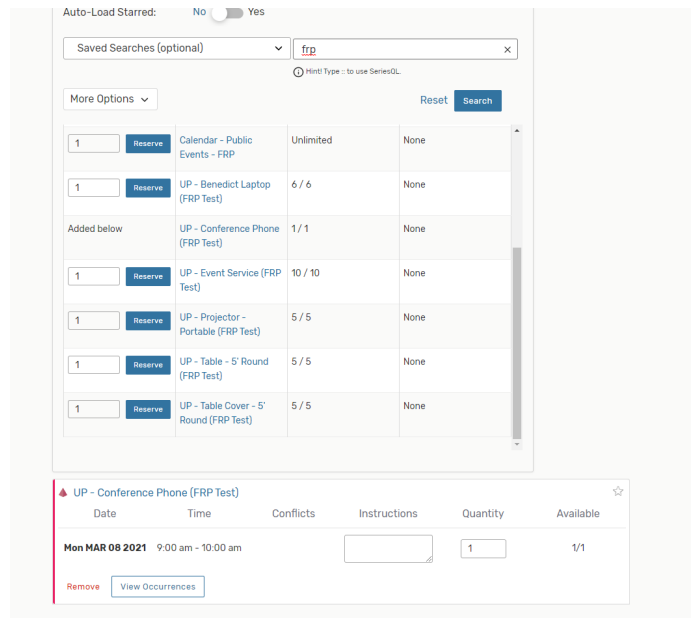 Auto-Load Starred: No Yes
Saved Searches (optional) frp
Hint! Type :: to use SeriesQL.
More Options Reset Search
1 Reserve Calendar - Public Unlimited None
Events - FRP
1 Reserve UP - Benedict Laptop 6 / 6 None
(FRP Test)
Added below UP - Conference Phone 1 / 1 None
(FRP Test)
1 Reserve UP - Event Service (FRP 10 / 10 None
Test)
1 Reserve UP - Projector - 5 / 5 None
Portable (FRP Test)
1 Reserve UP - Table - 5' Round 5 / 5 None
(FRP Test)
1 Reserve UP - Table Cover - 5' 5 / 5 None
Round (FRP Test)
UP - Conference Phone (FRP Test)
Date Time Conflicts Instructions Quantity Available
Mon MAR 08 2021 9:00 am - 10:00 am 1 1/1
Remove View Occurrences